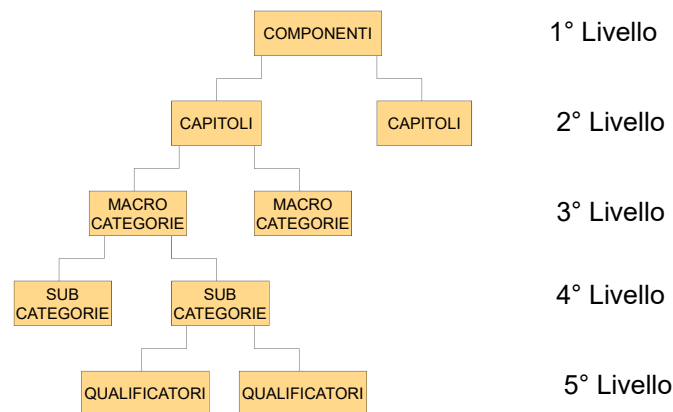 COMPONENTI
1° Livello
CAPITOLI
CAPITOLI
2° Livello
MACRO
CATEGORIE
MACRO
CATEGORIE
3° Livello
SUB
CATEGORIE
SUB
CATEGORIE
4° Livello
QUALIFICATORI
QUALIFICATORI
5° Livello